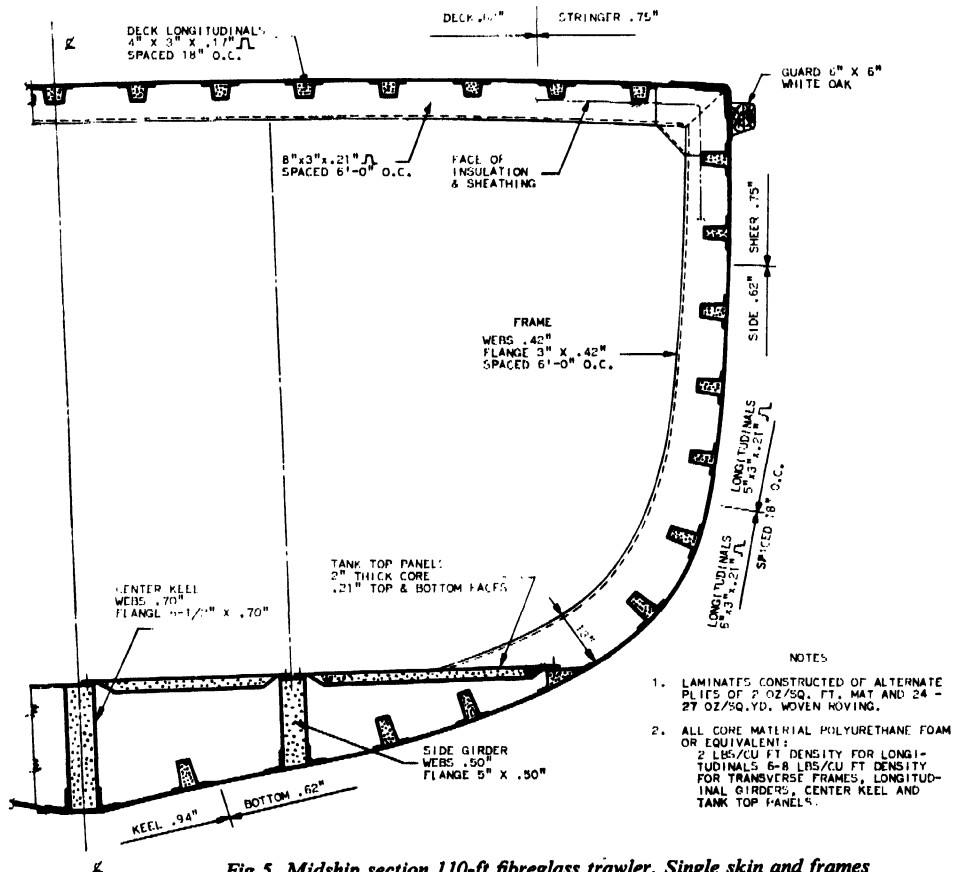 DECK
STRINGER .75"
DECK LONGITUDINALS
4" X 3" X .17"
SPACED 18" O.C.
GUARD 6" X 6"
WHITE OAK
8"x3"x.21"
SPACED 6'-0" O.C.
FACE OF
INSULATION
& SHEATHING
SHEER .75"
SIDE .62"
FRAME
WEBS .42"
FLANGE 3" X .42"
SPACED 6'-0" O.C.
LONGITUDINALS
5"x3"x.21"
SPACED 18" O.C.
LONGITUDINALS
6"x3"x.21"
TANK TOP PANEL:
2" THICK CORE
.21" TOP & BOTTOM FACES
CENTER KEEL
WEBS .70"
FLANGE X .70"
13"
SIDE GIRDER
WEBS .50"
FLANGE 5" X .50"
KEEL .94"
BOTTOM .62"
NOTES
1. LAMINATES CONSTRUCTED OF ALTERNATE
PLIES OF 2 OZ/SQ. FT. MAT AND 24 -
27 OZ/SQ.YD. WOVEN ROVING.
2. ALL CORE MATERIAL POLYURETHANE FOAM
OR EQUIVALENT:
2 LBS/CU FT DENSITY FOR LONGI-
TUDINALS 6-8 LBS/CU FT DENSITY
FOR TRANSVERSE FRAMES, LONGITUD-
INAL GIRDERS, CENTER KEEL AND
TANK TOP PANELS.
Fig 5. Midship section 110-ft fibreglass trawler. Single skin and frames